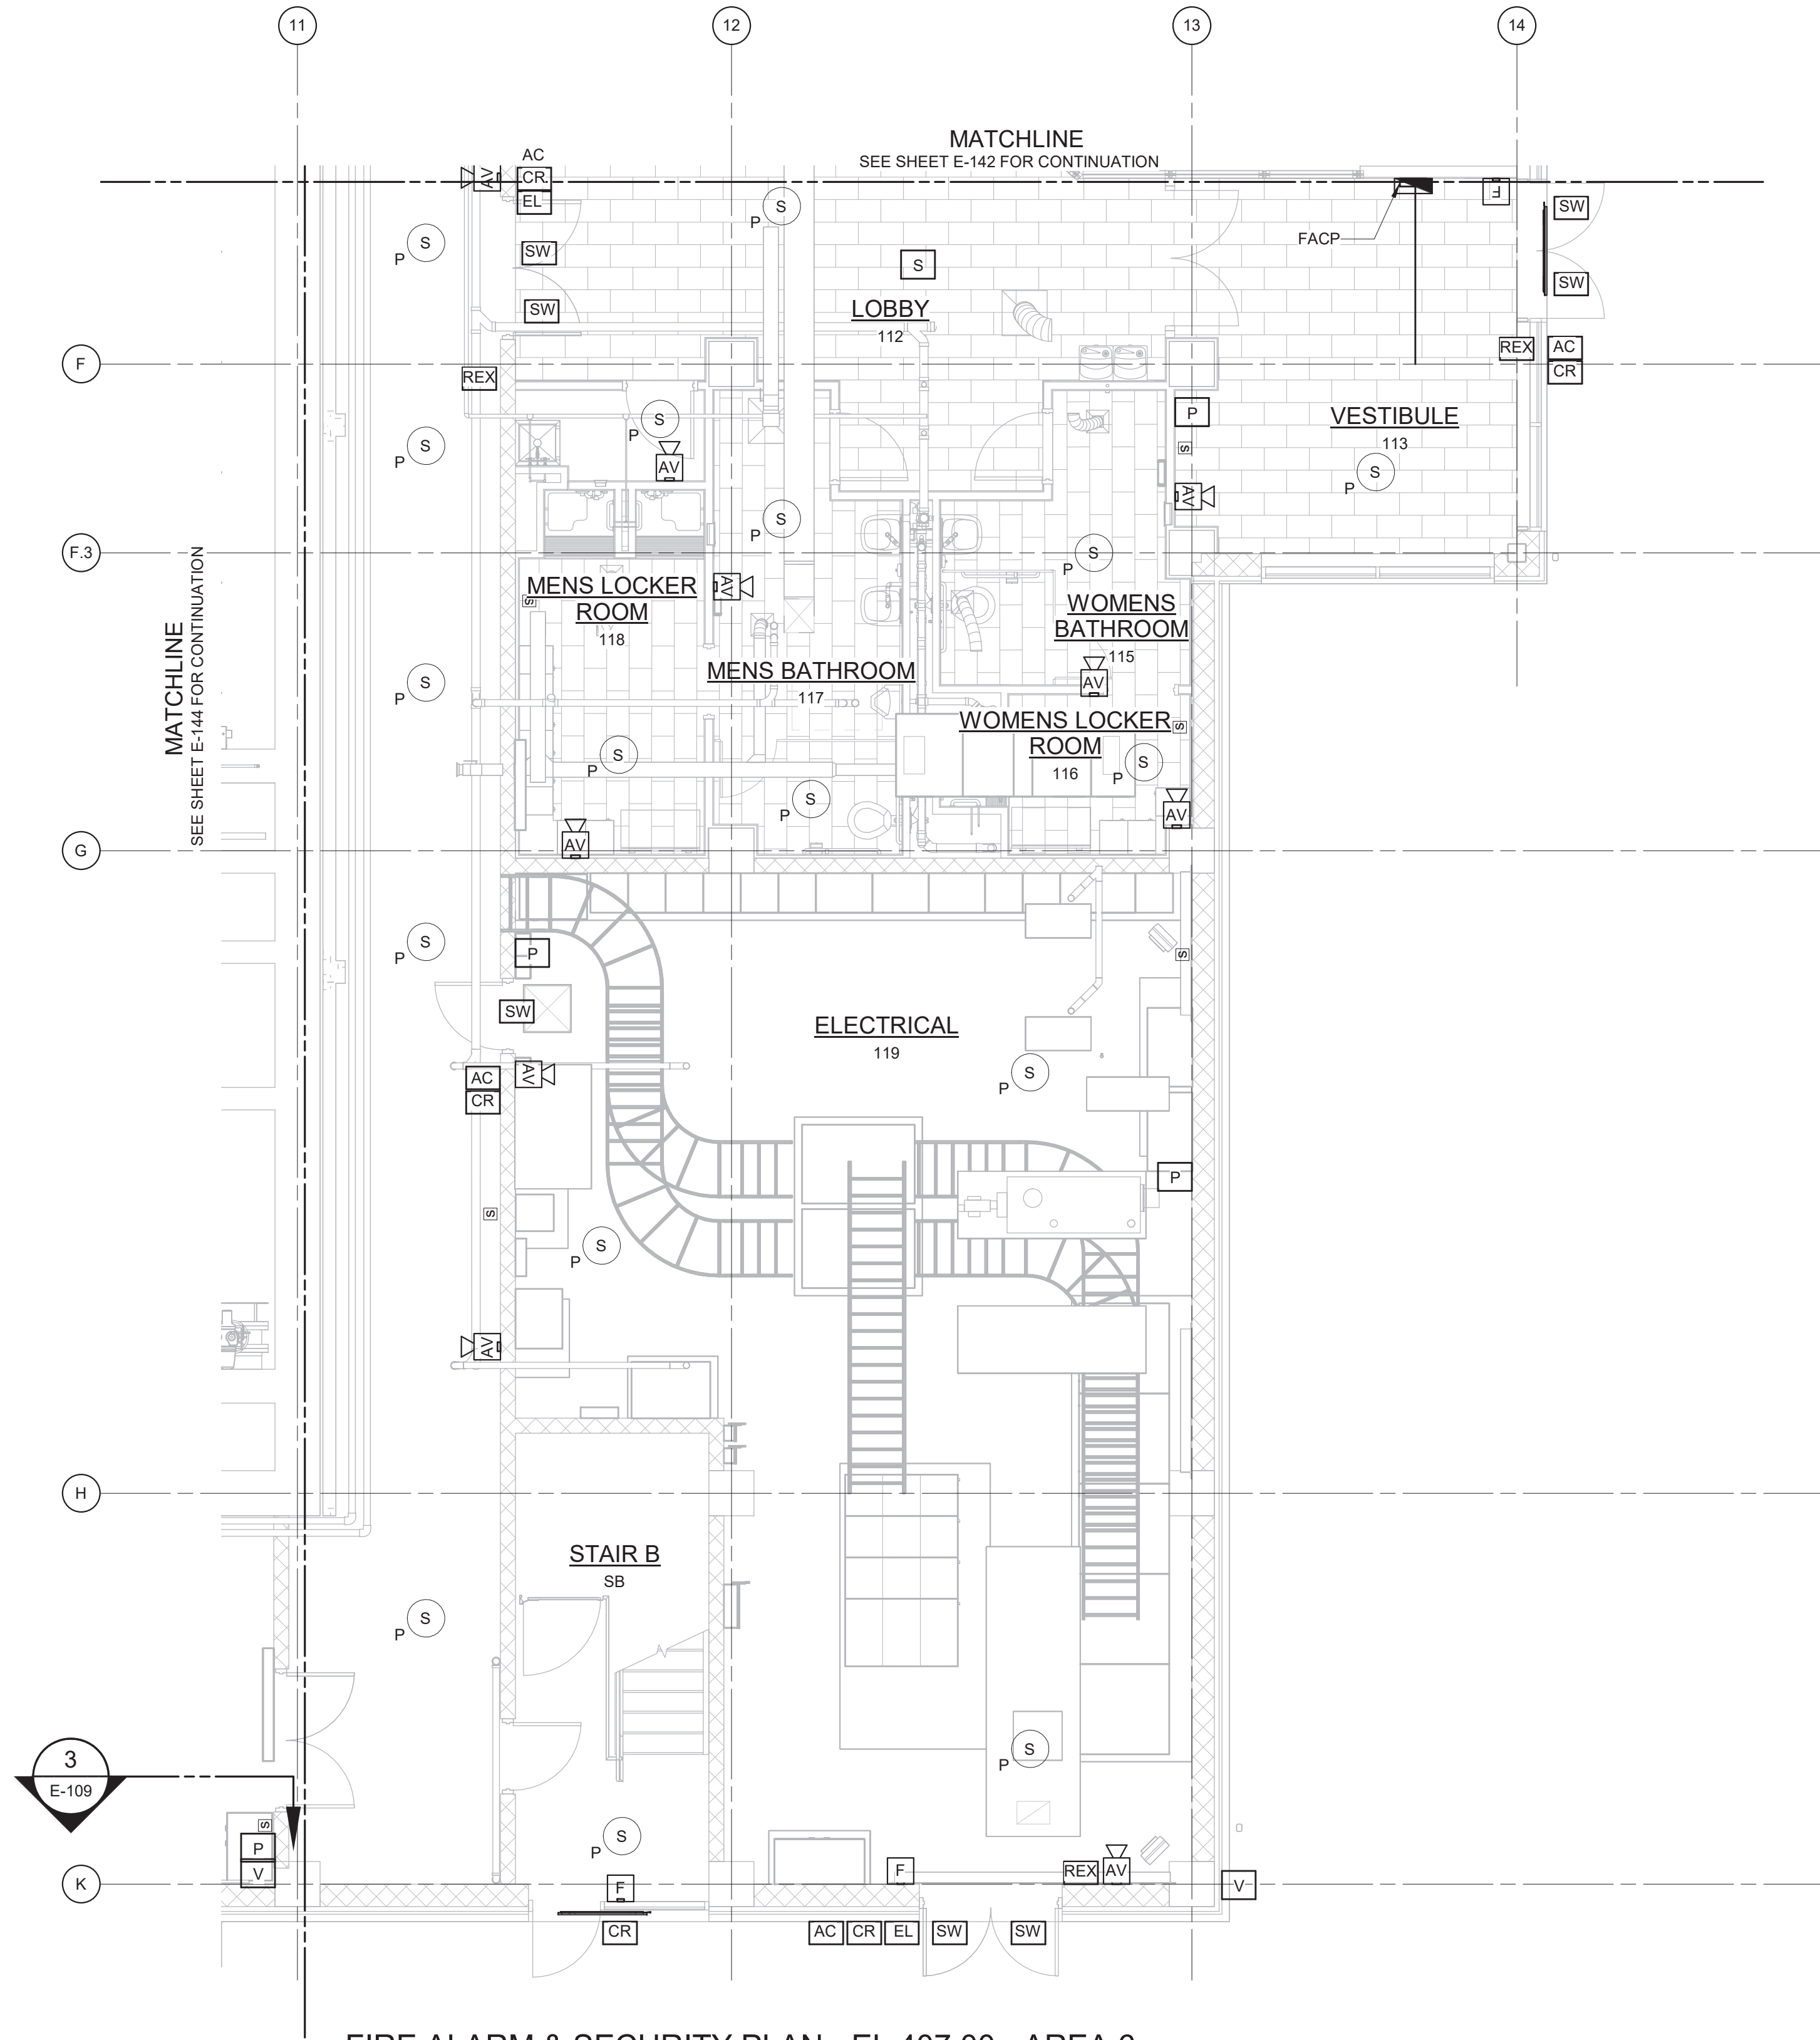 11
12
13
14
MATCHLINE
SEE SHEET E-142 FOR CONTINUATION
AC
AV
CR
EL
S
P
F
SW
S
P
SW
FACP
S
SW
SW
SW
LOBBY
112
REX
AC
CR
F
REX
P
VESTIBULE
113
S
P
S
P
AV
S
S
P
AV
S
P
S
P
F.3
MATCHLINE
SEE SHEET E-144 FOR CONTINUATION
MENS LOCKER
ROOM
118
S
AV
WOMENS
BATHROOM
115
MENS BATHROOM
117
AV
S
P
WOMENS LOCKER
ROOM
116
S
S
P
S
P
S
P
AV
AV
G
S
P
P
S
SW
ELECTRICAL
119
AC
CR
AV
S
P
P
S
S
P
AV
H
STAIR B
SB
S
P
3
E-109
S
P
S
P
V
S
P
K
F
F
REX
AV
V
CR
AC
CR
EL
SW
SW